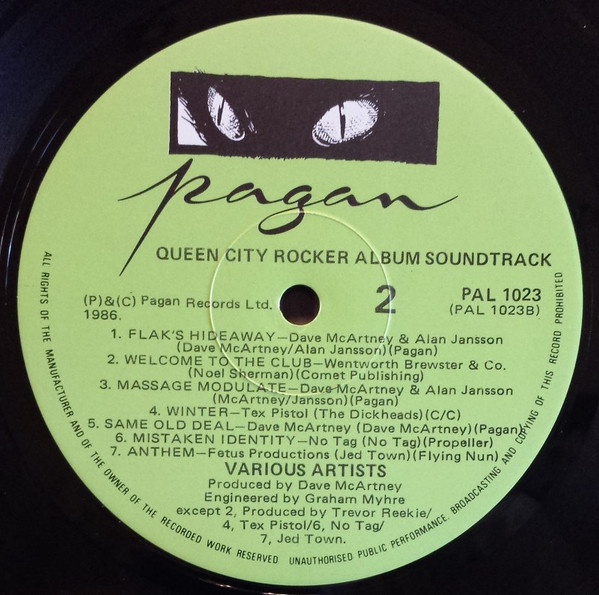 pagan
QUEEN CITY ROCKER ALBUM SOUNDTRACK
(P)&(C) Pagan Records Ltd.
1986.
2
PAL 1023
(PAL 1023B)
1. FLAK'S HIDEAWAY—Dave McArtney & Alan Jansson
(Dave McArtney/Alan Jansson)(Pagan)
2. WELCOME TO THE CLUB—Wentworth Brewster & Co.
(Noel Sherman)(Comet Publishing)
3. MASSAGE MODULATE—Dave McArtney & Alan Jansson
(McArtney/Jansson)(Pagan)
4. WINTER—Tex Pistol (The Dickheads)(C/C)
5. SAME OLD DEAL—Dave McArtney (Dave McArtney)(Pagan)
6. MISTAKEN IDENTITY—No Tag (No Tag)(Propeller)
7. ANTHEM—Fetus Productions (Jed Town)(Flying Nun)
VARIOUS ARTISTS
Produced by Dave McArtney
Engineered by Graham Myhre
except 2, Produced by Trevor Reekie/
4, Tex Pistol/6, No Tag/
7, Jed Town.
ALL RIGHTS OF THE MANUFACTURER AND OF THE OWNER OF THE RECORDED WORK RESERVED. UNAUTHORISED PUBLIC PERFORMANCE, BROADCASTING AND COPYING OF THIS RECORD PROHIBITED